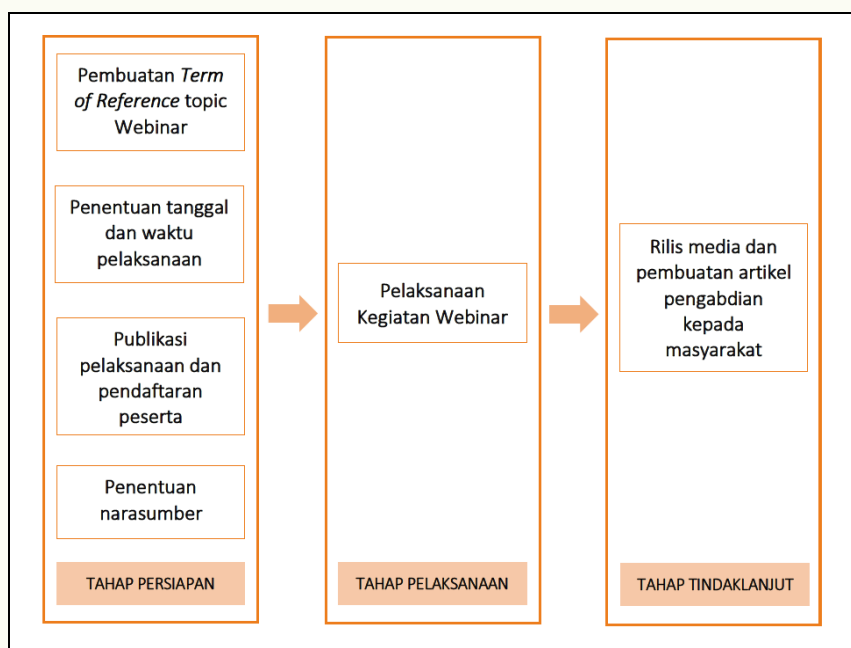 Pembuatan Term
of Reference topic
Webinar
Penentuan tanggal
dan waktu
pelaksanaan
Publikasi
pelaksanaan dan
pendaftaran
peserta
Penentuan
narasumber
TAHAP PERSIAPAN
Pelaksanaan
Kegiatan Webinar
TAHAP PELAKSANAAN
Rilis media dan
pembuatan artikel
pengabdian
kepada
masyarakat
TAHAP TINDAKLANJUT